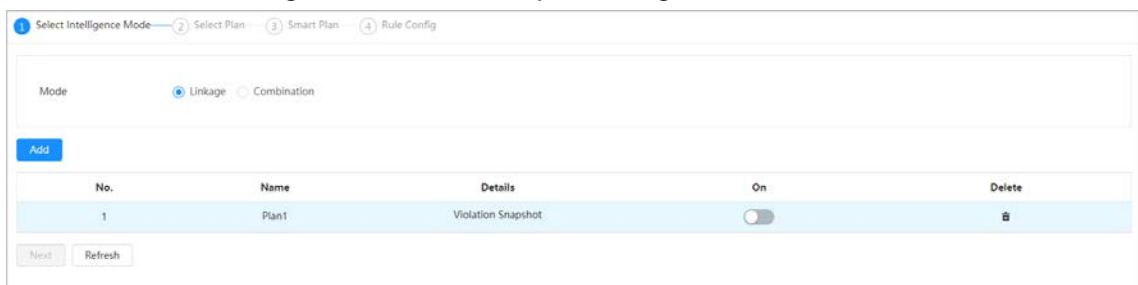 1 Select Intelligence Mode 2 Select Plan 3 Smart Plan 4 Rule Config
Mode Linkage Combination
Add
No. Name Details On Delete
1 Plan1 Violation Snapshot
Next Refresh